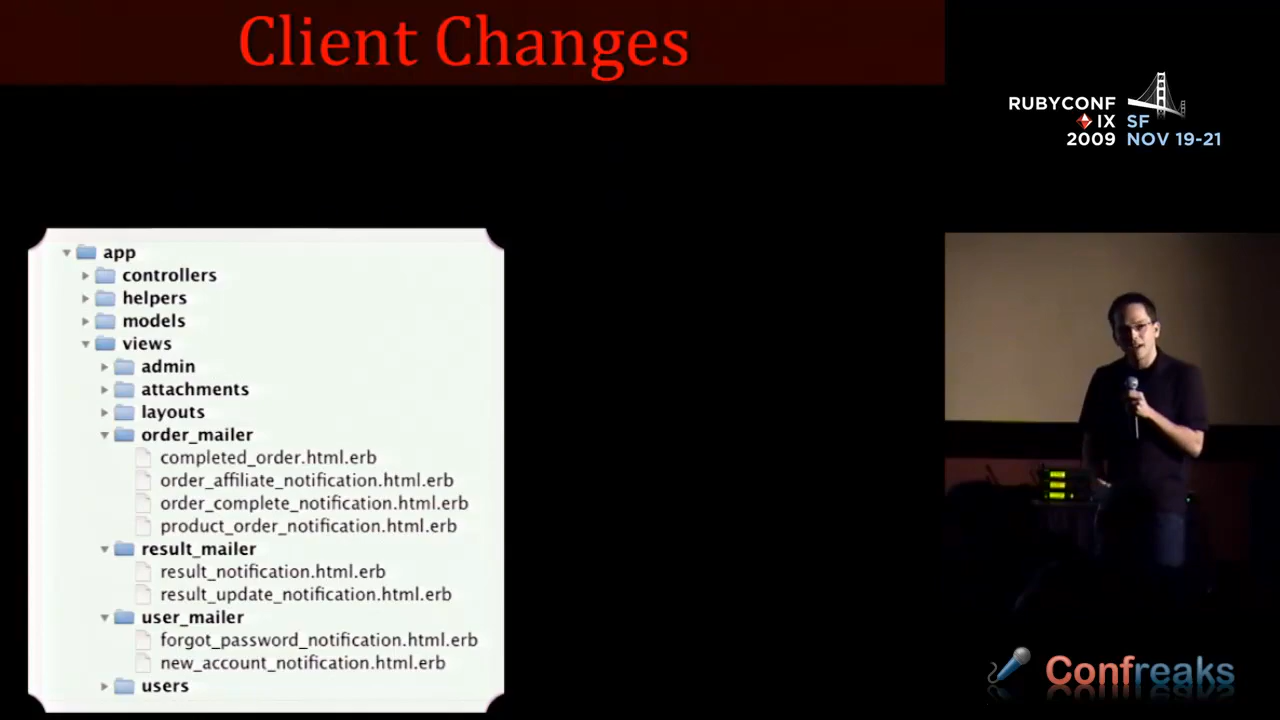 Client Changes
RUBYCONF
IX SF
2009 NOV 19-21
app
controllers
helpers
models
views
admin
attachments
layouts
order_mailer
completed_order.html.erb
order_affiliate_notification.html.erb
order_complete_notification.html.erb
product_order_notification.html.erb
result_mailer
result_notification.html.erb
result_update_notification.html.erb
user_mailer
forgot_password_notification.html.erb
new_account_notification.html.erb
users
Confreaks